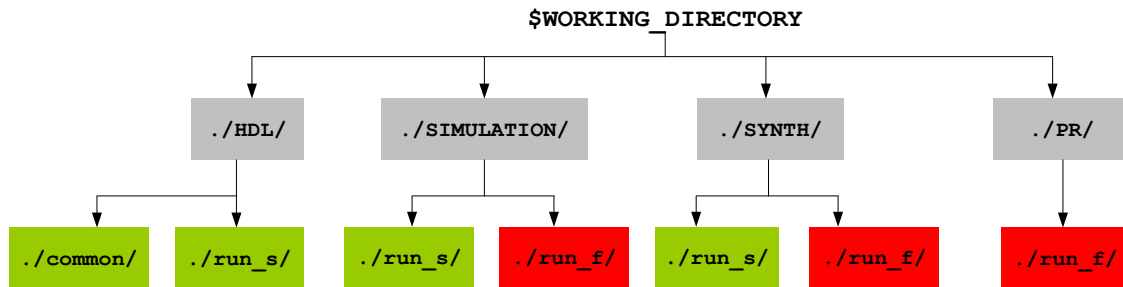 $WORKING_DIRECTORY
./HDL/ ./SIMULATION/ ./SYNTH/ ./PR/
./common/ ./run_s/ ./run_s/ ./run_f/ ./run_s/ ./run_f/ ./run_f/